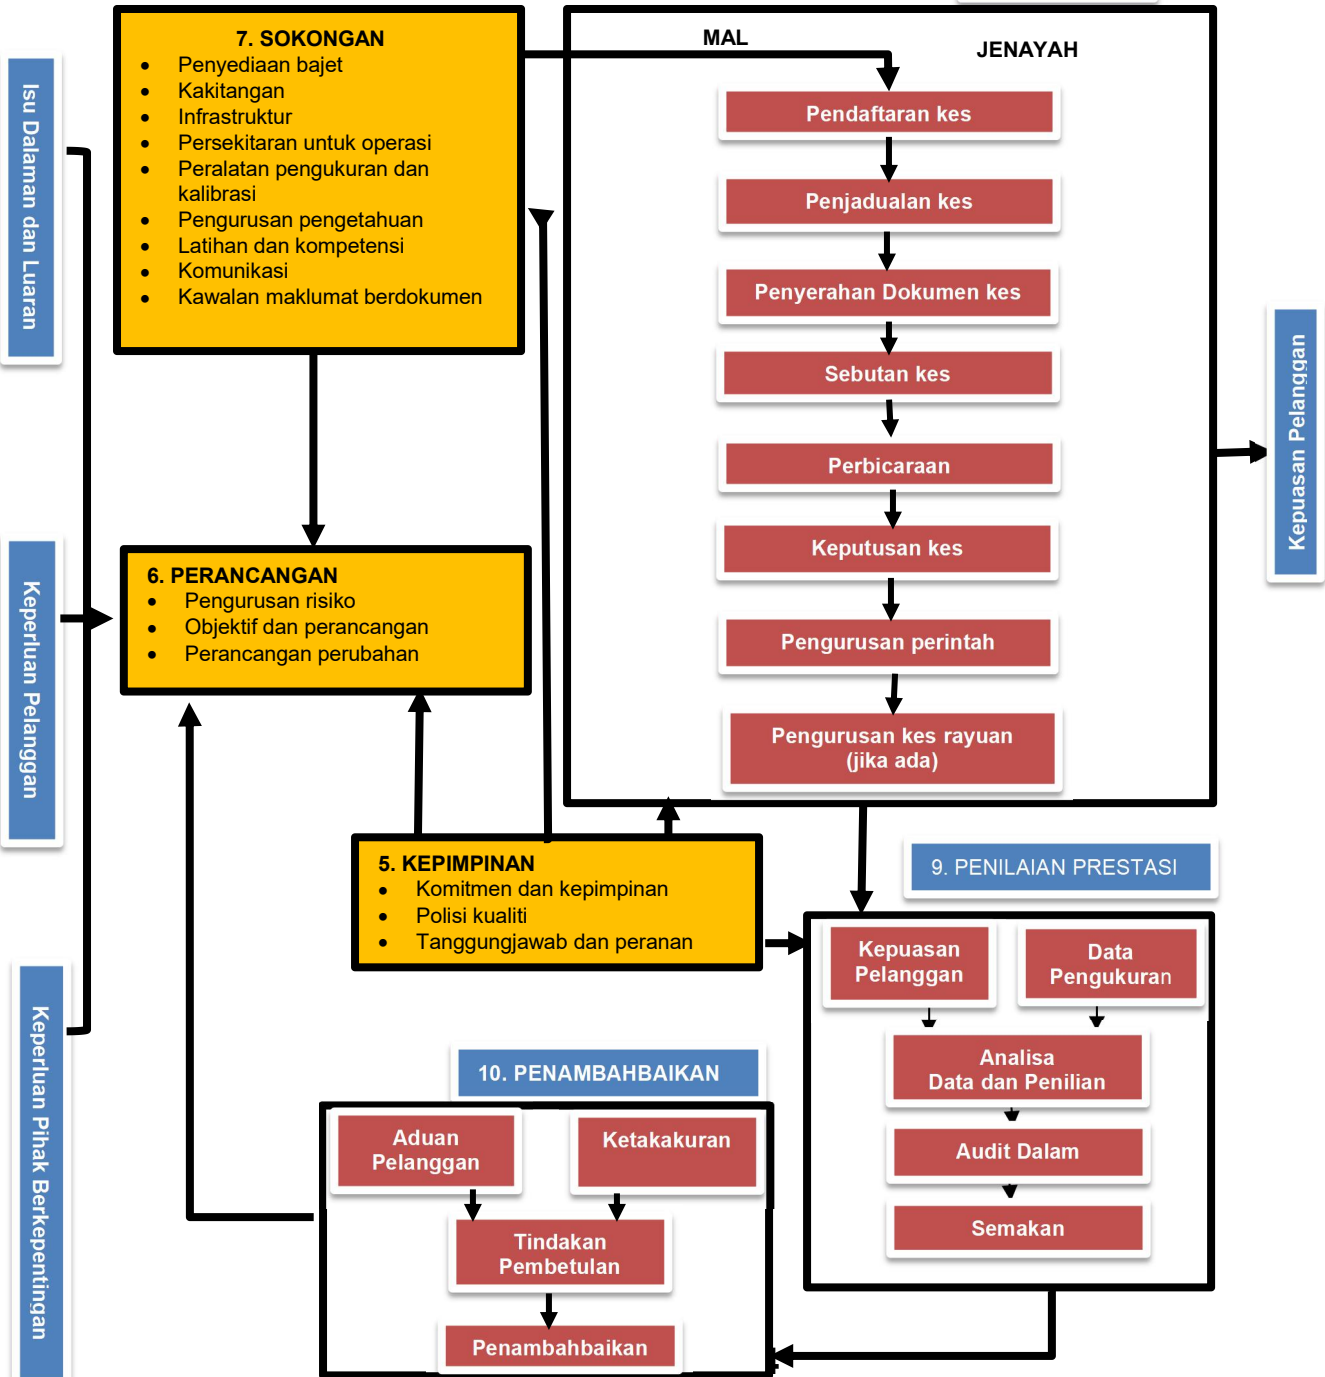 Isu Dalaman dan Luaran
Keperluan Pelanggan
Keperluan Pihak Berkepentingan
7. SOKONGAN
• Penyediaan bajet
• Kakitangan
• Infrastruktur
• Persekitaran untuk operasi
• Peralatan pengukuran dan
kalibrasi
• Pengurusan pengetahuan
• Latihan dan kompetensi
• Komunikasi
• Kawalan maklumat berdokumen
6. PERANCANGAN
• Pengurusan risiko
• Objektif dan perancangan
• Perancangan perubahan
5. KEPIMPINAN
• Komitmen dan kepimpinan
• Polisi kualiti
• Tanggungjawab dan peranan
MAL
JENAYAH
Pendaftaran kes
Penjadualan kes
Penyerahan Dokumen kes
Sebutan kes
Perbicaraan
Keputusan kes
Pengurusan perintah
Pengurusan kes rayuan
(jika ada)
Kepuasan Pelanggan
9. PENILAIAN PRESTASI
Kepuasan
Pelanggan
Data
Pengukuran
Analisa
Data dan Penilian
Audit Dalam
Semakan
10. PENAMBAHBAIKAN
Aduan
Pelanggan
Ketakakuran
Tindakan
Pembetulan
Penambahbaikan